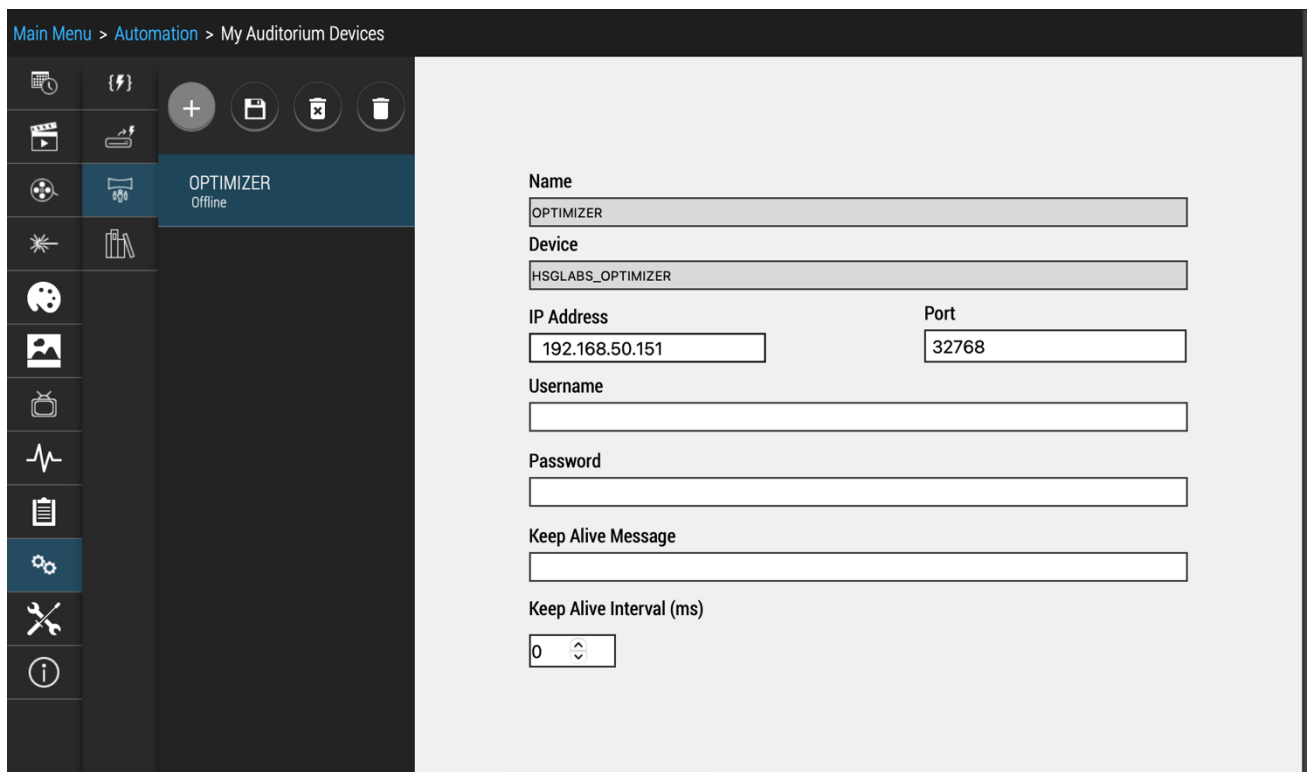 Main Menu > Automation > My Auditorium Devices
OPTIMIZER
Offline
Name
OPTIMIZER
Device
HSGLABS_OPTIMIZER
IP Address
Port
192.168.50.151
32768
Username
Password
Keep Alive Message
Keep Alive Interval (ms)
0